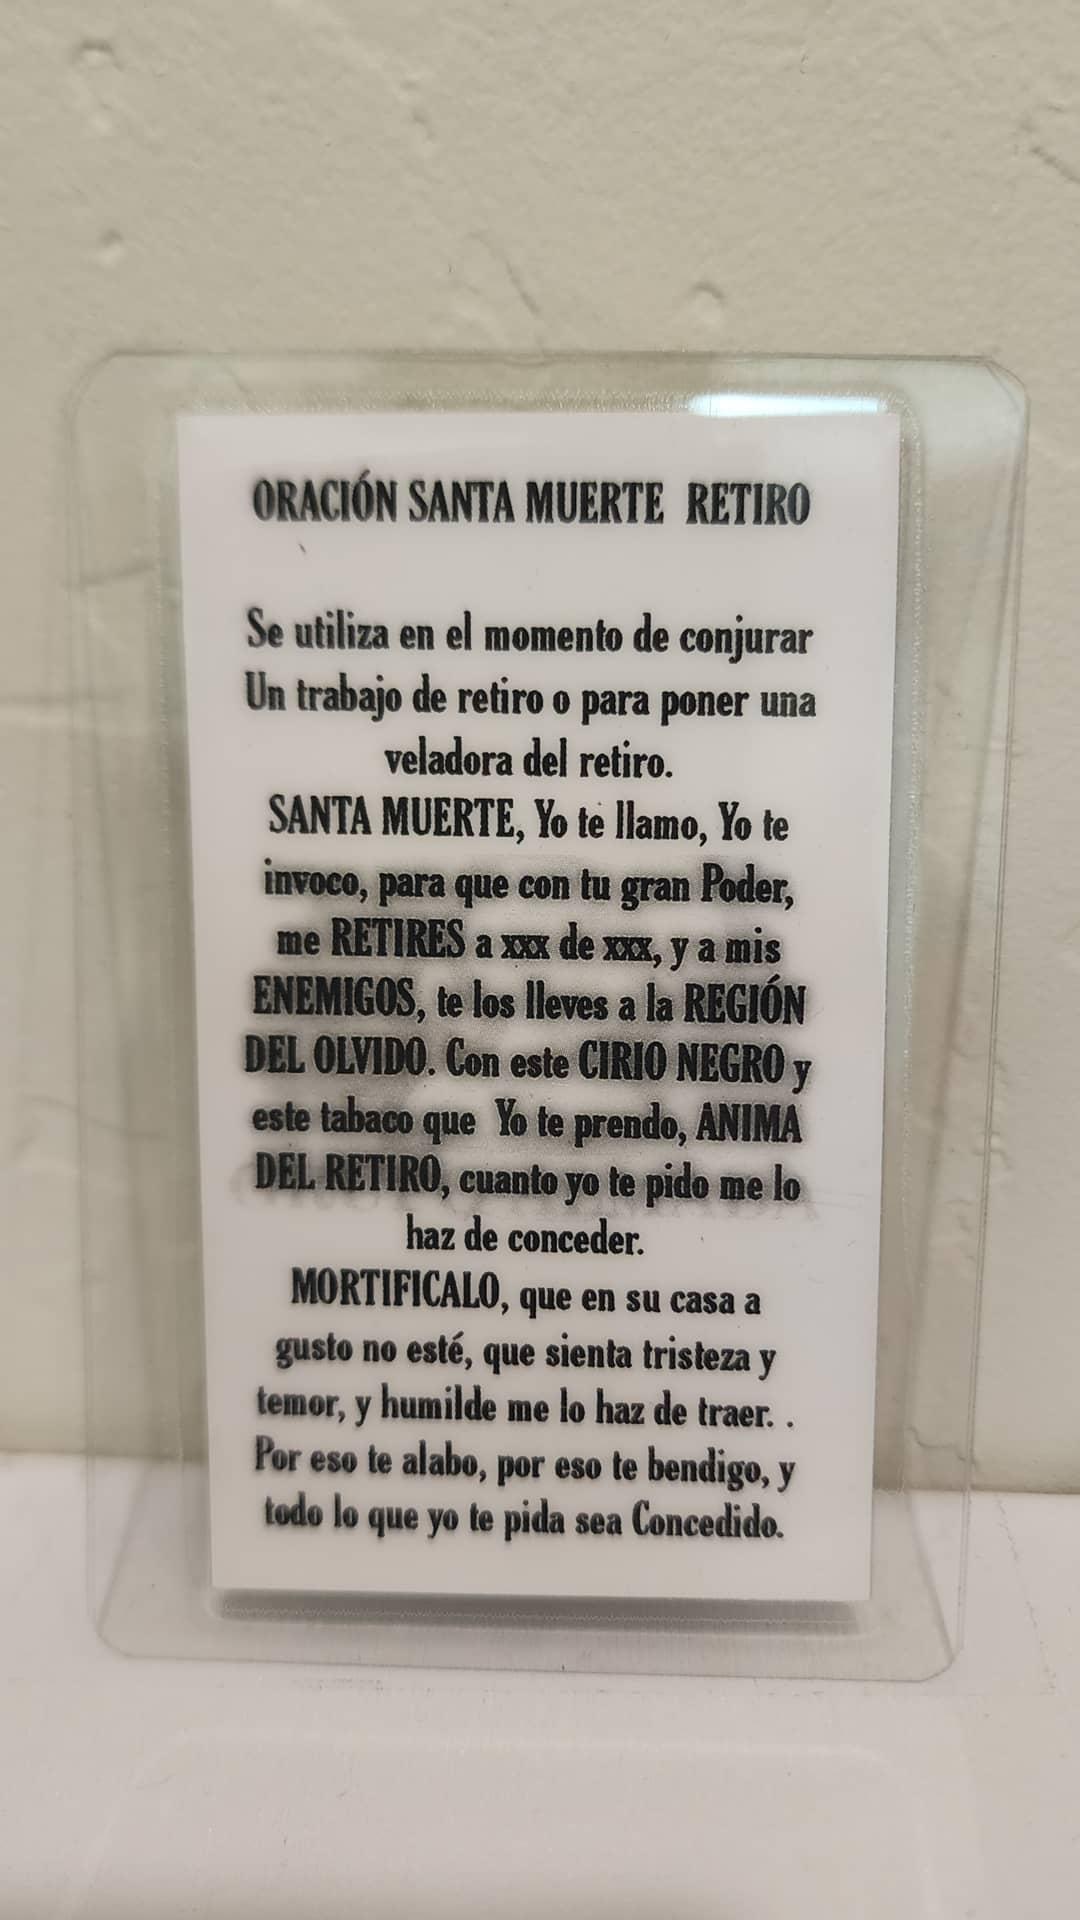 ORACIÓN SANTA MUERTE RETIRO
Se utiliza en el momento de conjurar
Un trabajo de retiro o para poner una
veladora del retiro.
SANTA MUERTE, Yo te llamo, Yo te
invoco, para que con tu gran Poder,
me RETIRES a xxx de xxx, y a mis
ENEMIGOS, te los lleves a la REGIÓN
DEL OLVIDO. Con este CIRIO NEGRO y
este tabaco que Yo te prendo, ANIMA
DEL RETIRO, cuanto yo te pido me lo
haz de conceder.
MORTIFICALO, que en su casa a
gusto no esté, que sienta tristeza y
temor, y humilde me lo haz de traer. .
Por eso te alabo, por eso te bendigo, y
todo lo que yo te pida sea Concedido.